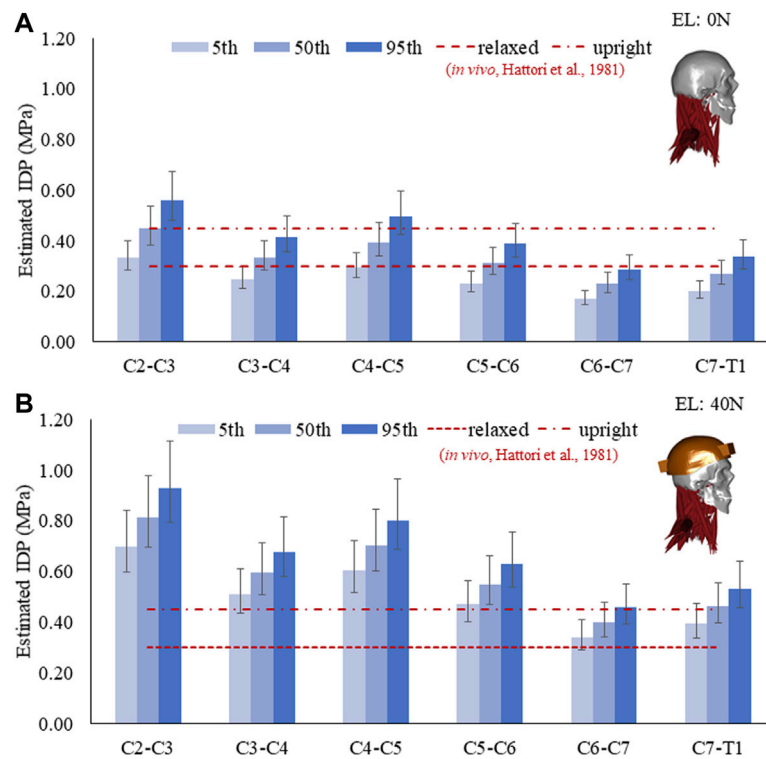 A
EL: 0N
1.20
5th 50th 95th relaxed upright
(in vivo, Hattori et al., 1981)
1.00
0.80
0.60
0.40
0.20
0.00
Estimated IDP (MPa)
C2-C3 C3-C4 C4-C5 C5-C6 C6-C7 C7-T1
B
EL: 40N
1.20
5th 50th 95th relaxed upright
(in vivo, Hattori et al., 1981)
1.00
0.80
0.60
0.40
0.20
0.00
Estimated IDP (MPa)
C2-C3 C3-C4 C4-C5 C5-C6 C6-C7 C7-T1